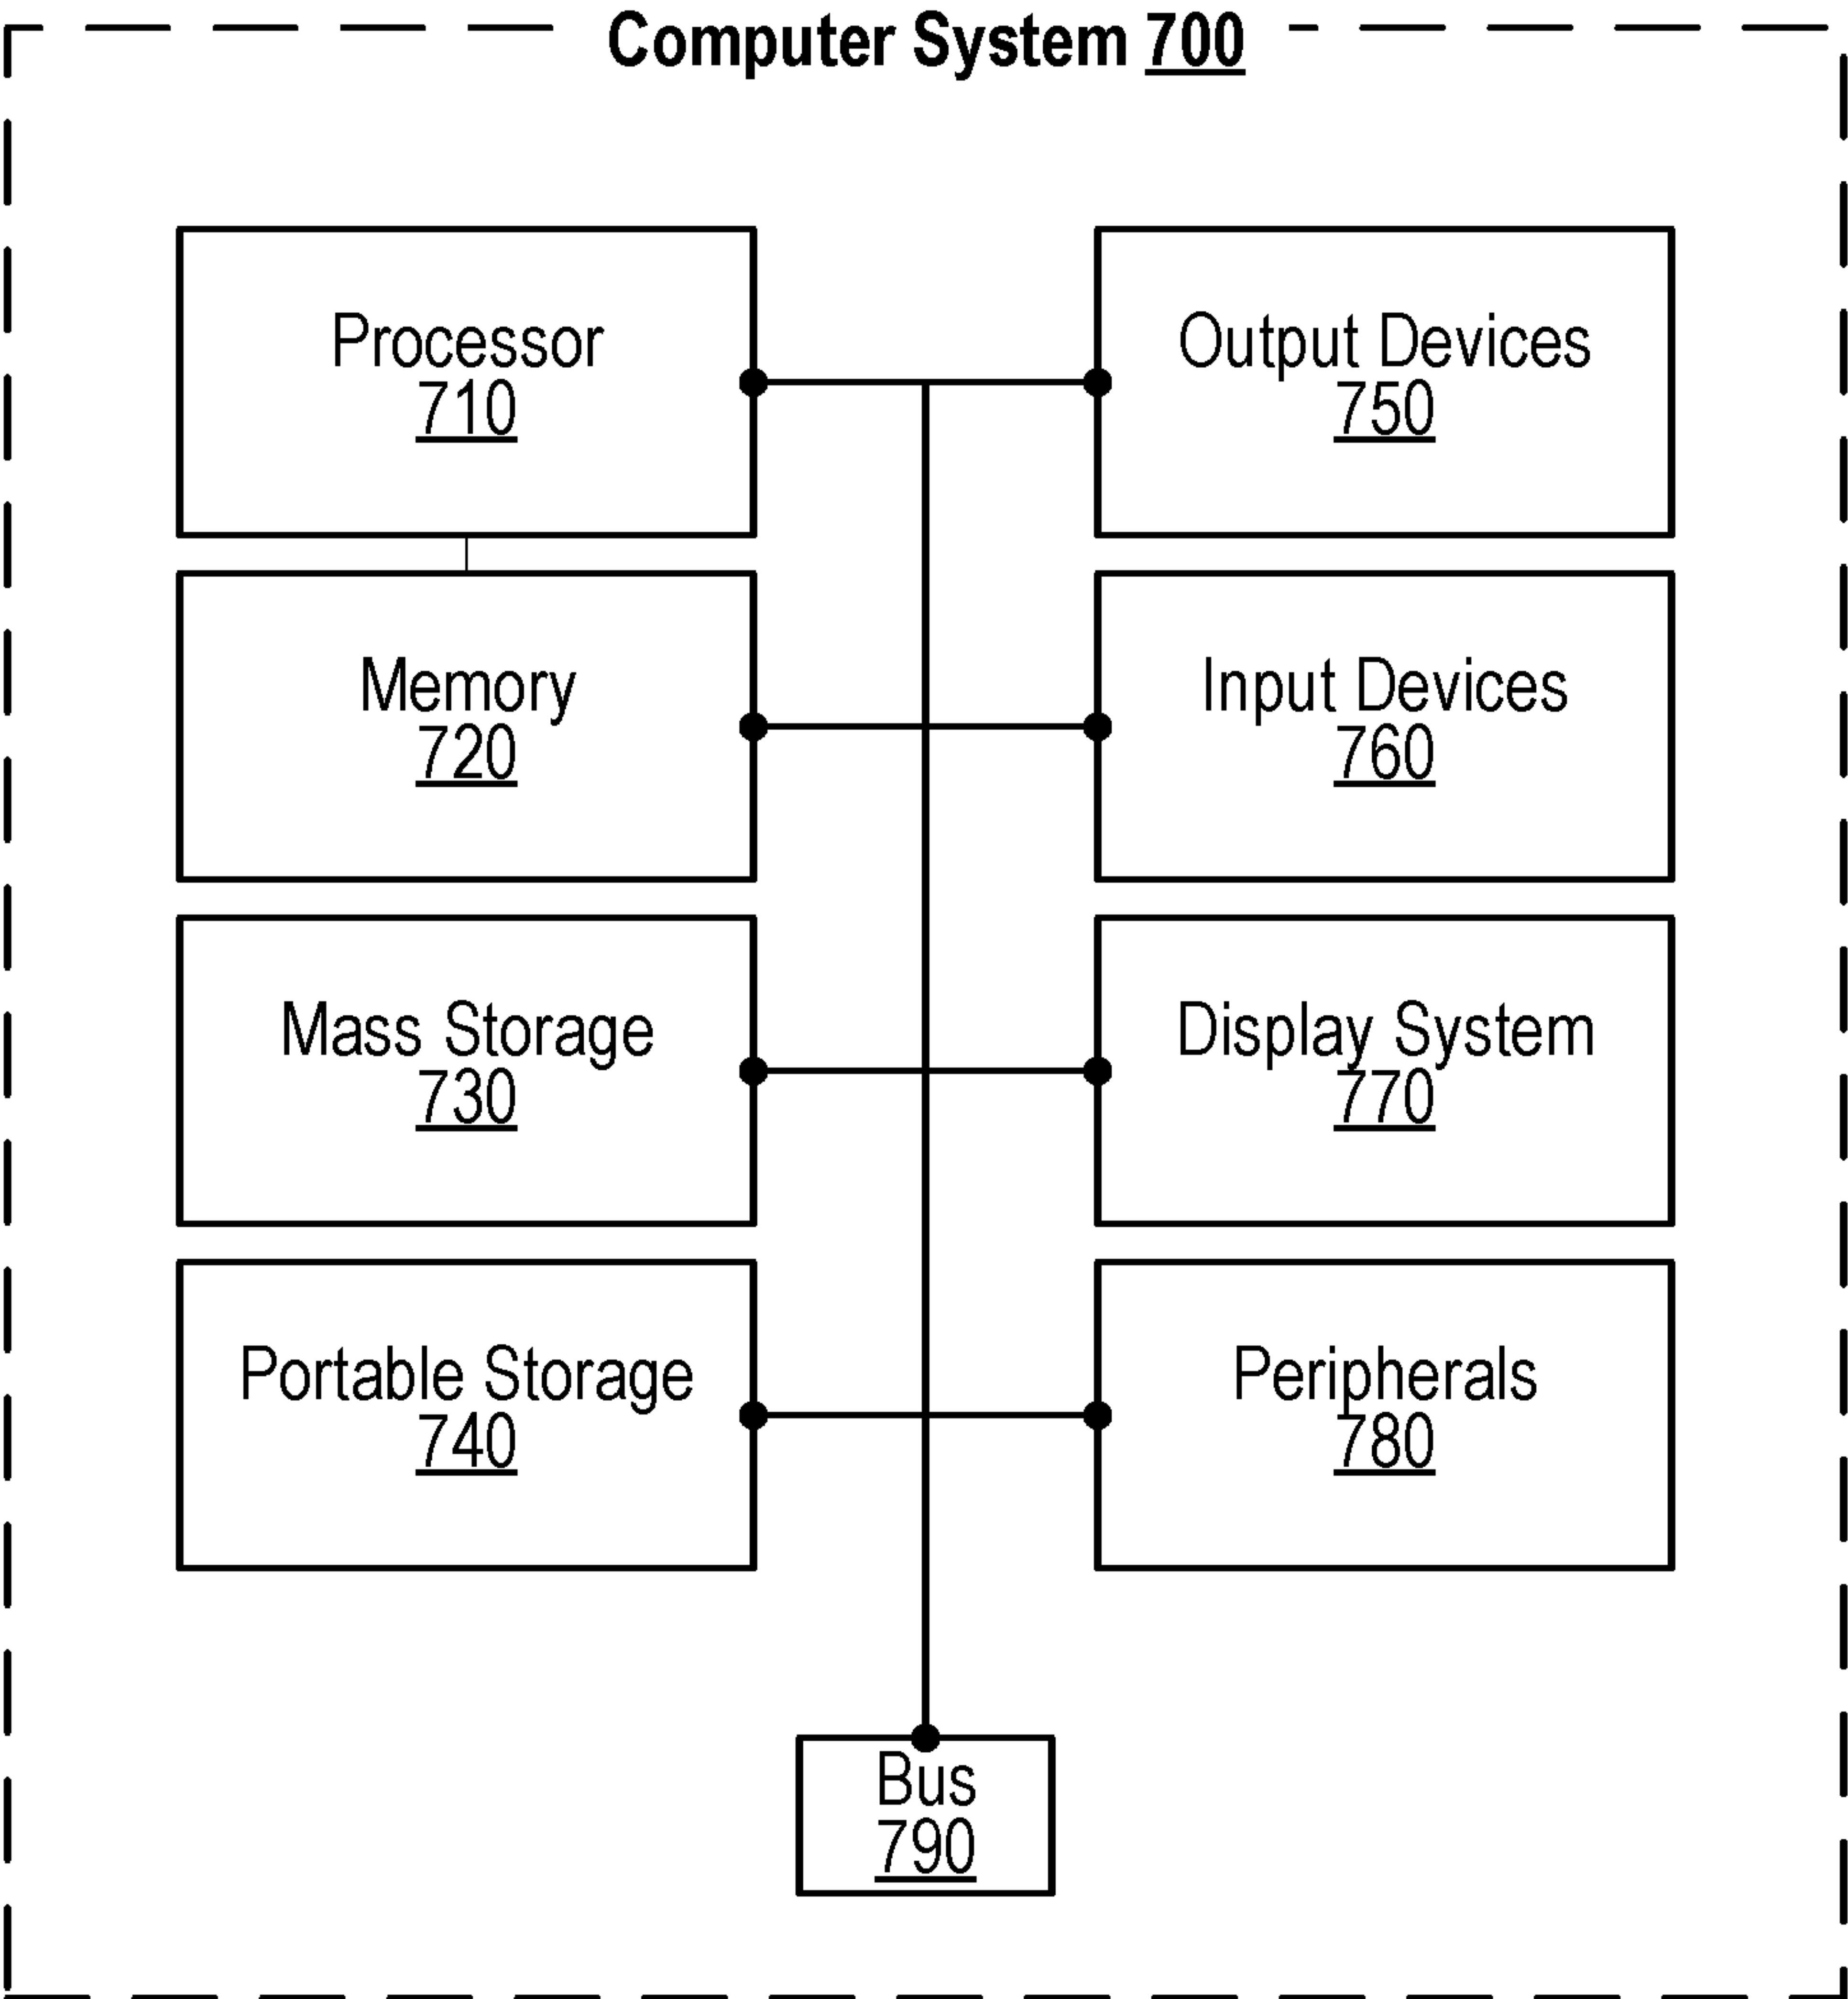 Computer System 700
Processor
710
Output Devices
750
Memory
720
Input Devices
760
Mass Storage
730
Display System
770
Portable Storage
740
Peripherals
780
Bus
790